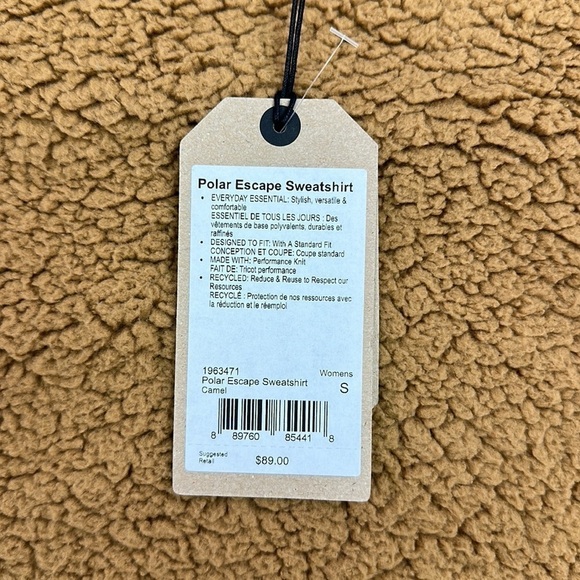 Polar Escape Sweatshirt
• EVERYDAY ESSENTIAL: Stylish, versatile &
comfortable
ESSENTIEL DE TOUS LES JOURS : Des
vêtements de base polyvalents, durables et
raffinés
• DESIGNED TO FIT: With A Standard Fit
CONCEPTION ET COUPE: Coupe standard
• MADE WITH: Performance Knit
FAIT DE: Tricot performance
• RECYCLED: Reduce & Reuse to Respect our
Resources
RECYCLÉ : Protection de nos ressources avec
la réduction et le réemploi
1963471 Womens
Polar Escape Sweatshirt S
Camel
8 89760 85441 8
Suggested
Retail $89.00